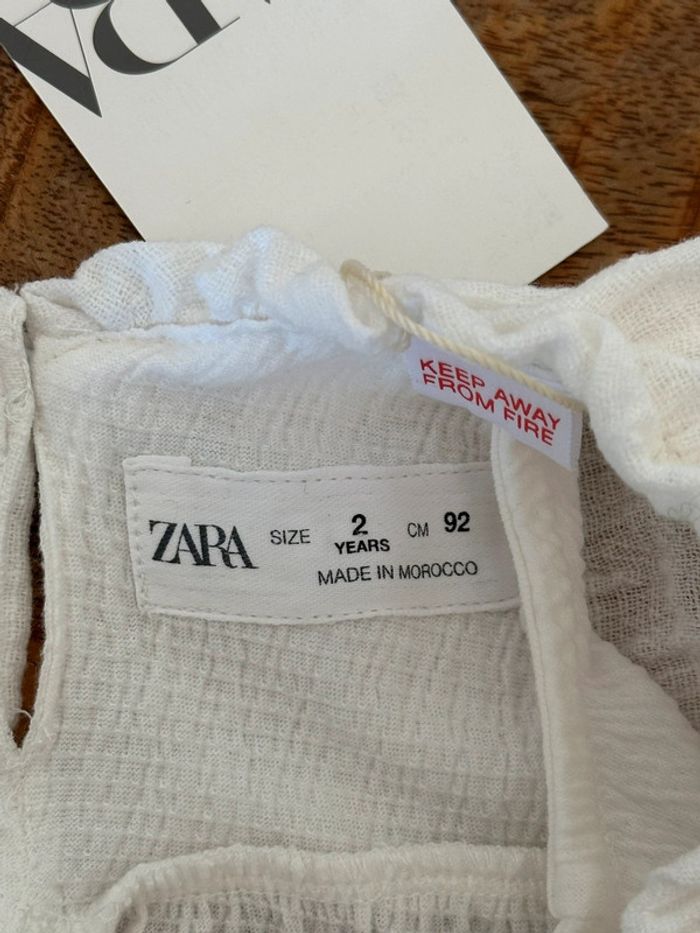 KEEP AWAY
FROM FIRE
ZARA SIZE 2 YEARS CM 92
MADE IN MOROCCO